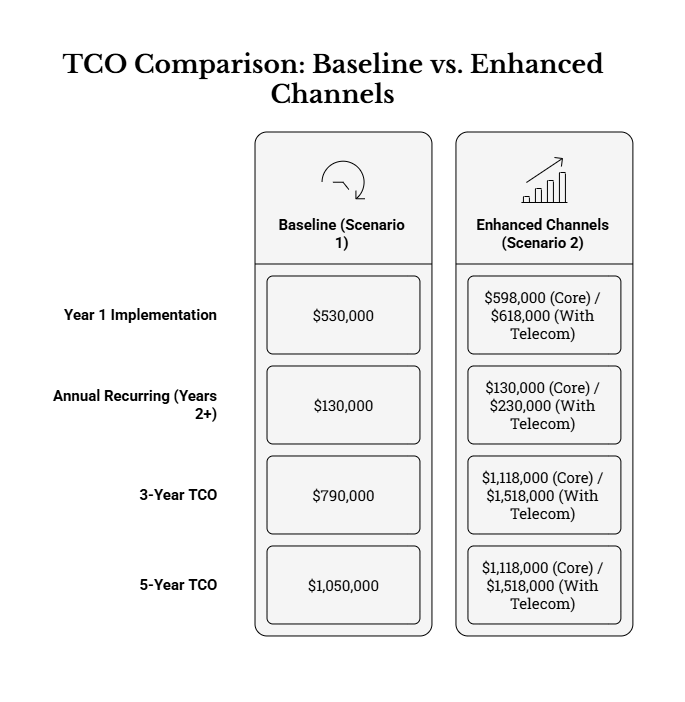 TCO Comparison: Baseline vs. Enhanced
Channels
Baseline (Scenario
1)
Enhanced Channels
(Scenario 2)
Year 1 Implementation
$530,000
$598,000 (Core) /
$618,000 (With
Telecom)
Annual Recurring (Years
2+)
$130,000
$130,000 (Core) /
$230,000 (With
Telecom)
3-Year TCO
$790,000
$1,118,000 (Core) /
$1,518,000 (With
Telecom)
5-Year TCO
$1,050,000
$1,118,000 (Core) /
$1,518,000 (With
Telecom)